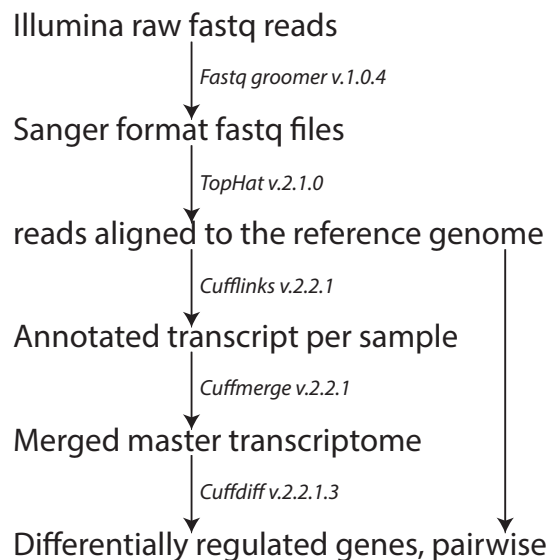 Illumina raw fastq reads
Fastq groomer v.1.0.4
Sanger format fastq files
TopHat v.2.1.0
reads aligned to the reference genome
Cufflinks v.2.2.1
Annotated transcript per sample
Cuffmerge v.2.2.1
Merged master transcriptome
Cuffdiff v.2.2.1.3
Differentially regulated genes, pairwise